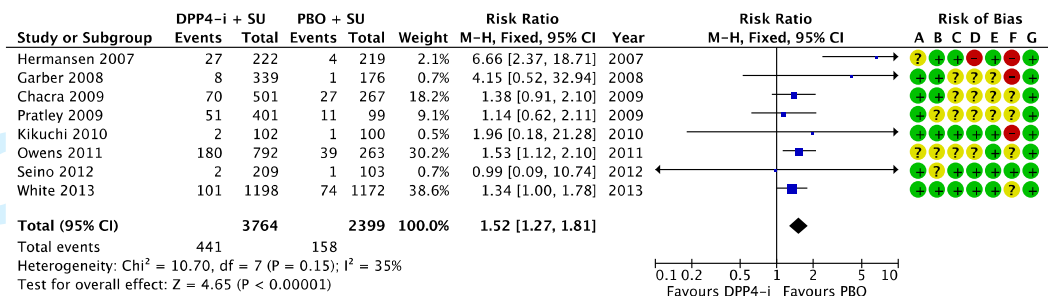 DPP4-i + SU PBO + SU Risk Ratio Risk Ratio Risk of Bias
Study or Subgroup Events Total Events Total Weight M-H, Fixed, 95% CI Year M-H, Fixed, 95% CI A B C D E F G
Hermansen 2007 27 222 4 219 2.1% 6.66 [2.37, 18.71] 2007 ? + + - + - +
Garber 2008 8 339 1 176 0.7% 4.15 [0.52, 32.94] 2008 + + ? ? ? - +
Chacra 2009 70 501 27 267 18.2% 1.38 [0.91, 2.10] 2009 + + ? ? ? ? +
Pratley 2009 51 401 11 99 9.1% 1.14 [0.62, 2.11] 2009 + ? ? ? ? ? +
Kikuchi 2010 2 102 1 100 0.5% 1.96 [0.18, 21.28] 2010 + + + + + +
Owens 2011 180 792 39 263 30.2% 1.53 [1.12, 2.10] 2011 ? ? ? ? + ? +
Seino 2012 2 209 1 103 0.7% 0.99 [0.09, 10.74] 2012 + ? + + + + +
White 2013 101 1198 74 1172 38.6% 1.34 [1.00, 1.78] 2013 + + + + + ? +
Total (95% CI) 3764 2399 100.0% 1.52 [1.27, 1.81]
Total events 441 158
Heterogeneity: Chi² = 10.70, df = 7 (P = 0.15); I² = 35%
Test for overall effect: Z = 4.65 (P < 0.00001)
0.1 0.2 0.5 1 2 5 10
Favours DPP4-i Favours PBO